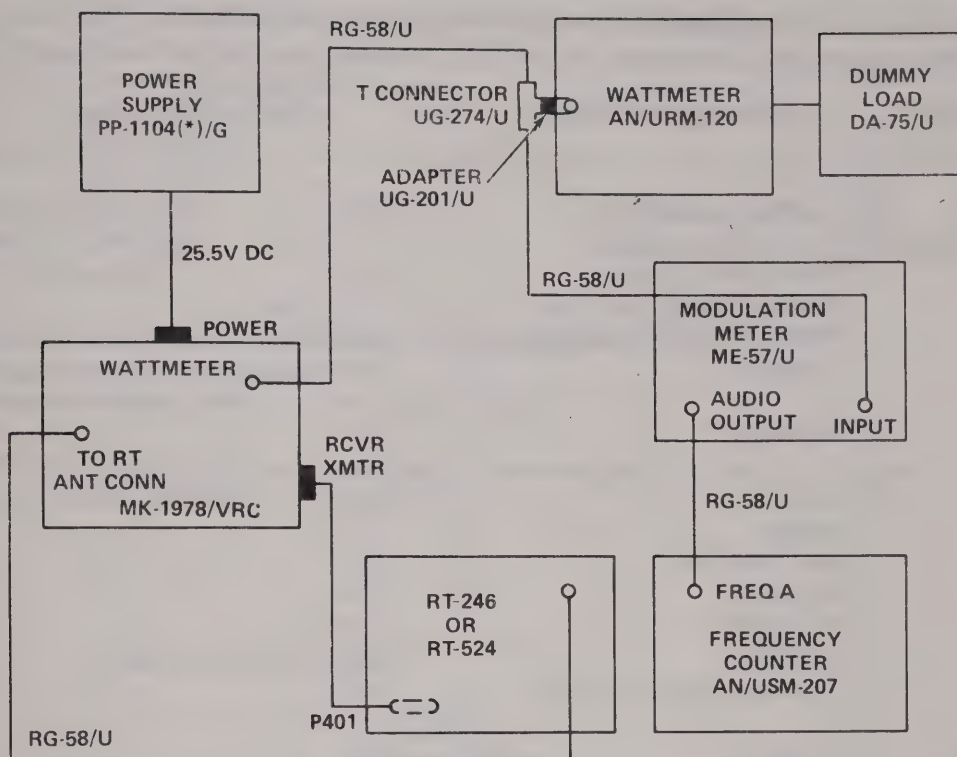 RG-58/U
POWER
SUPPLY
PP-1104(*)/G
T CONNECTOR
UG-274/U
WATTMETER
AN/URM-120
DUMMY
LOAD
DA-75/U
ADAPTER
UG-201/U
25.5V DC
RG-58/U
POWER
WATTMETER
MODULATION
METER
ME-57/U
AUDIO
OUTPUT
INPUT
TO RT
ANT CONN
MK-1978/VRC
RCVR
XMTR
RG-58/U
RT-246
OR
RT-524
FREQ A
FREQUENCY
COUNTER
AN/USM-207
P401
RG-58/U